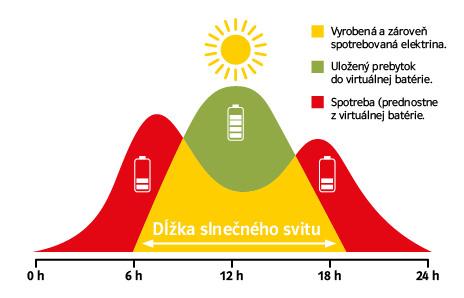 Vyrobená a zároveň
spotrebovaná elektrina.
Uložený prebytok
do virtuálnej batérie.
Spotreba (prednostne
z virtuálnej batérie.
Dĺžka slnečného svitu
0 h 6 h 12 h 18 h 24 h